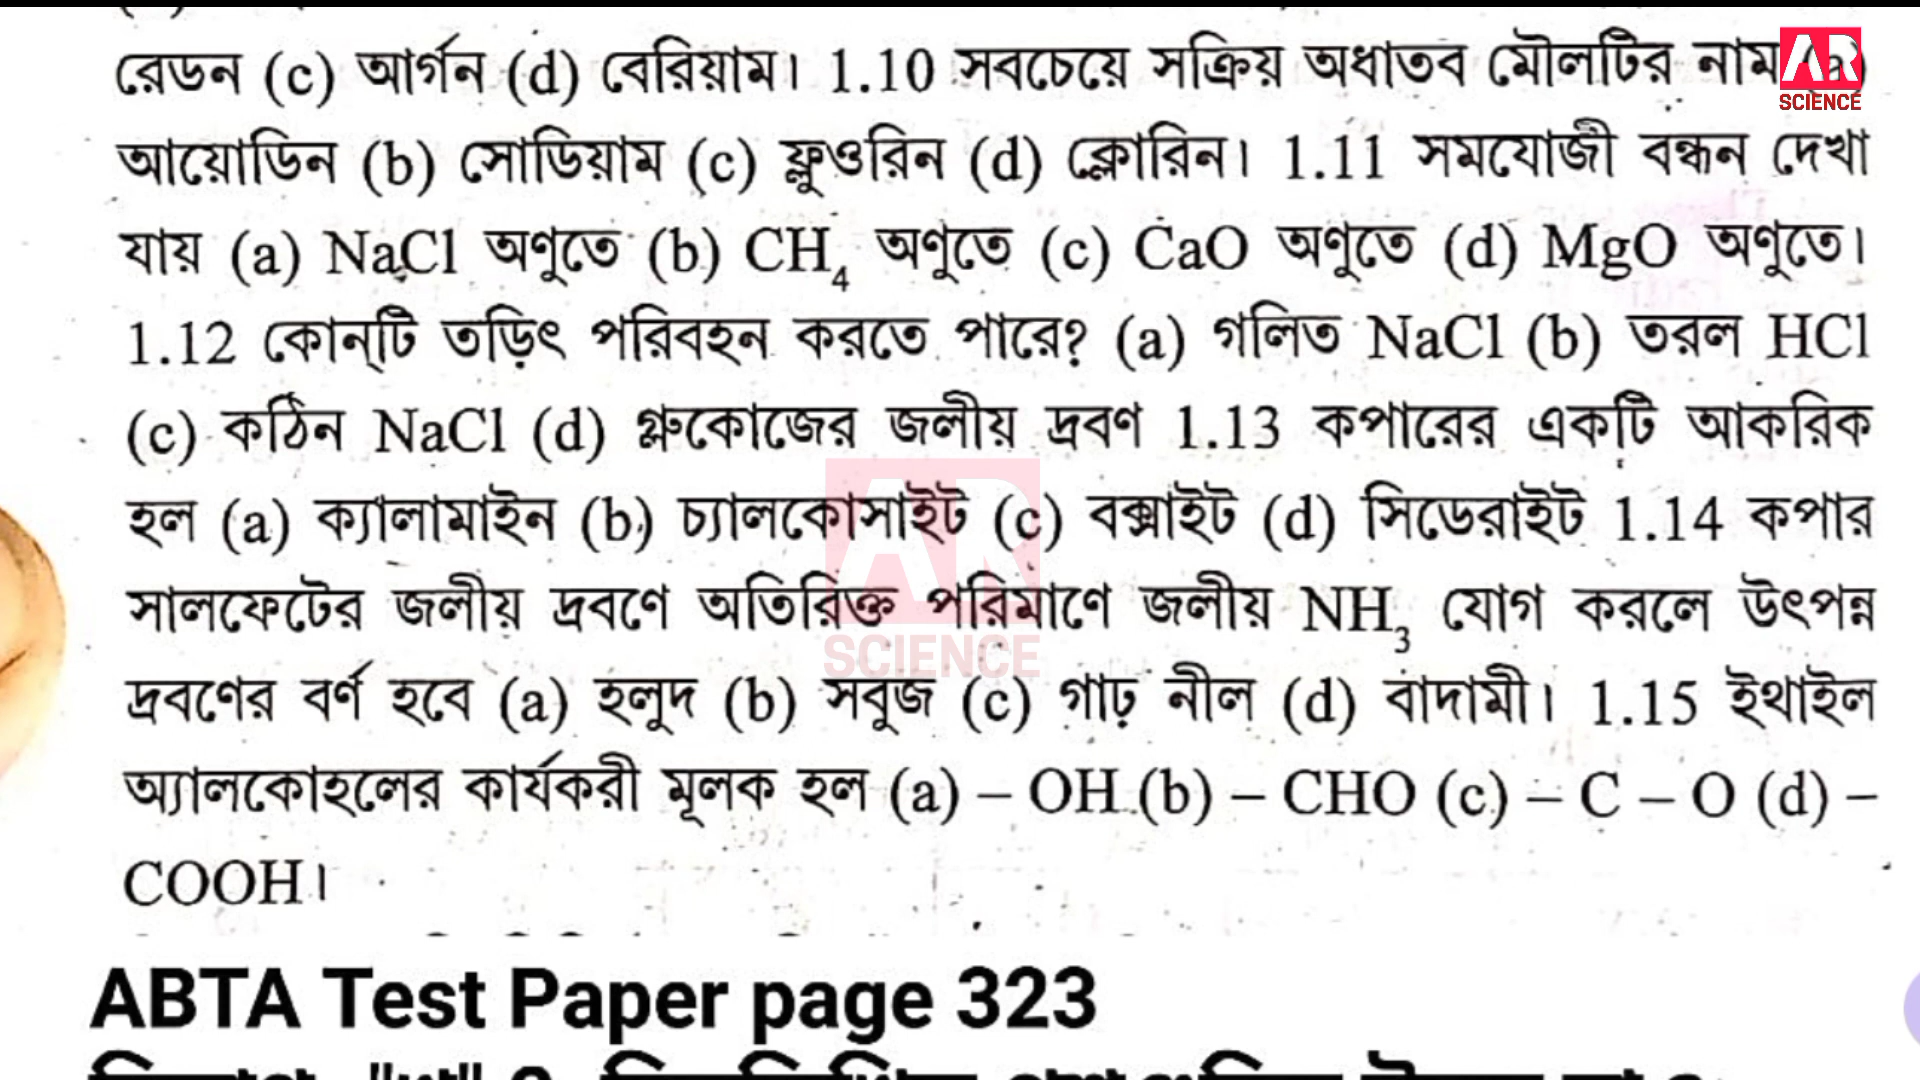 রেডন (c) আর্গন (d) বেরিয়াম। 1.10 সবচেয়ে সক্রিয় অধাতব মৌলটির নাম (a)
AR
SCIENCE
আয়োডিন (b) সোডিয়াম (c) ফ্লুওরিন (d) ক্লোরিন। 1.11 সমযোজী বন্ধন দেখা
যায় (a) NaCl অণুতে (b) CH₄ অণুতে (c) CaO অণুতে (d) MgO অণুতে।
1.12 কোন্‌টি তড়িৎ পরিবহন করতে পারে? (a) গলিত NaCl (b) তরল HCl
(c) কঠিন NaCl (d) গ্লুকোজের জলীয় দ্রবণ 1.13 কপারের একটি আকরিক
হল (a) ক্যালামাইন (b) চ্যালকোসাইট (c) বক্সাইট (d) সিডেরাইট 1.14 কপার
সালফেটের জলীয় দ্রবণে অতিরিক্ত পরিমাণে জলীয় NH₃ যোগ করলে উৎপন্ন
AR
SCIENCE
দ্রবণের বর্ণ হবে (a) হলুদ (b) সবুজ (c) গাঢ় নীল (d) বাদামী। 1.15 ইথাইল
অ্যালকোহলের কার্যকরী মূলক হল (a) – OH (b) – CHO (c) – C – O (d) –
COOH।
ABTA Test Paper page 323